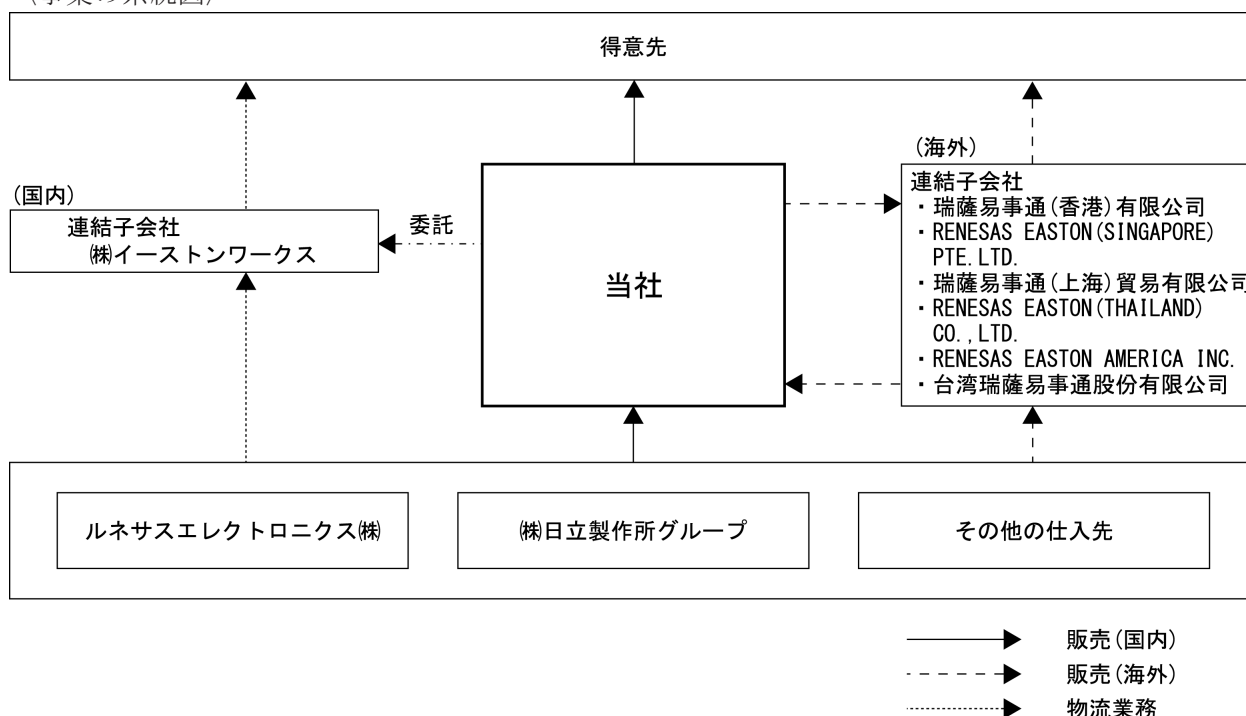 (事業の系統図)
得意先
(海外)
(国内)
連結子会社
㈱イーストンワークス
委託
当社
連結子会社
・瑞薩易事通(香港)有限公司
・RENESAS EASTON(SINGAPORE)
PTE.LTD.
・瑞薩易事通(上海)貿易有限公司
・RENESAS EASTON(THAILAND)
CO.,LTD.
・RENESAS EASTON AMERICA INC.
・台湾瑞薩易事通股份有限公司
ルネサスエレクトロニクス㈱
㈱日立製作所グループ
その他の仕入先
販売(国内)
販売(海外)
物流業務